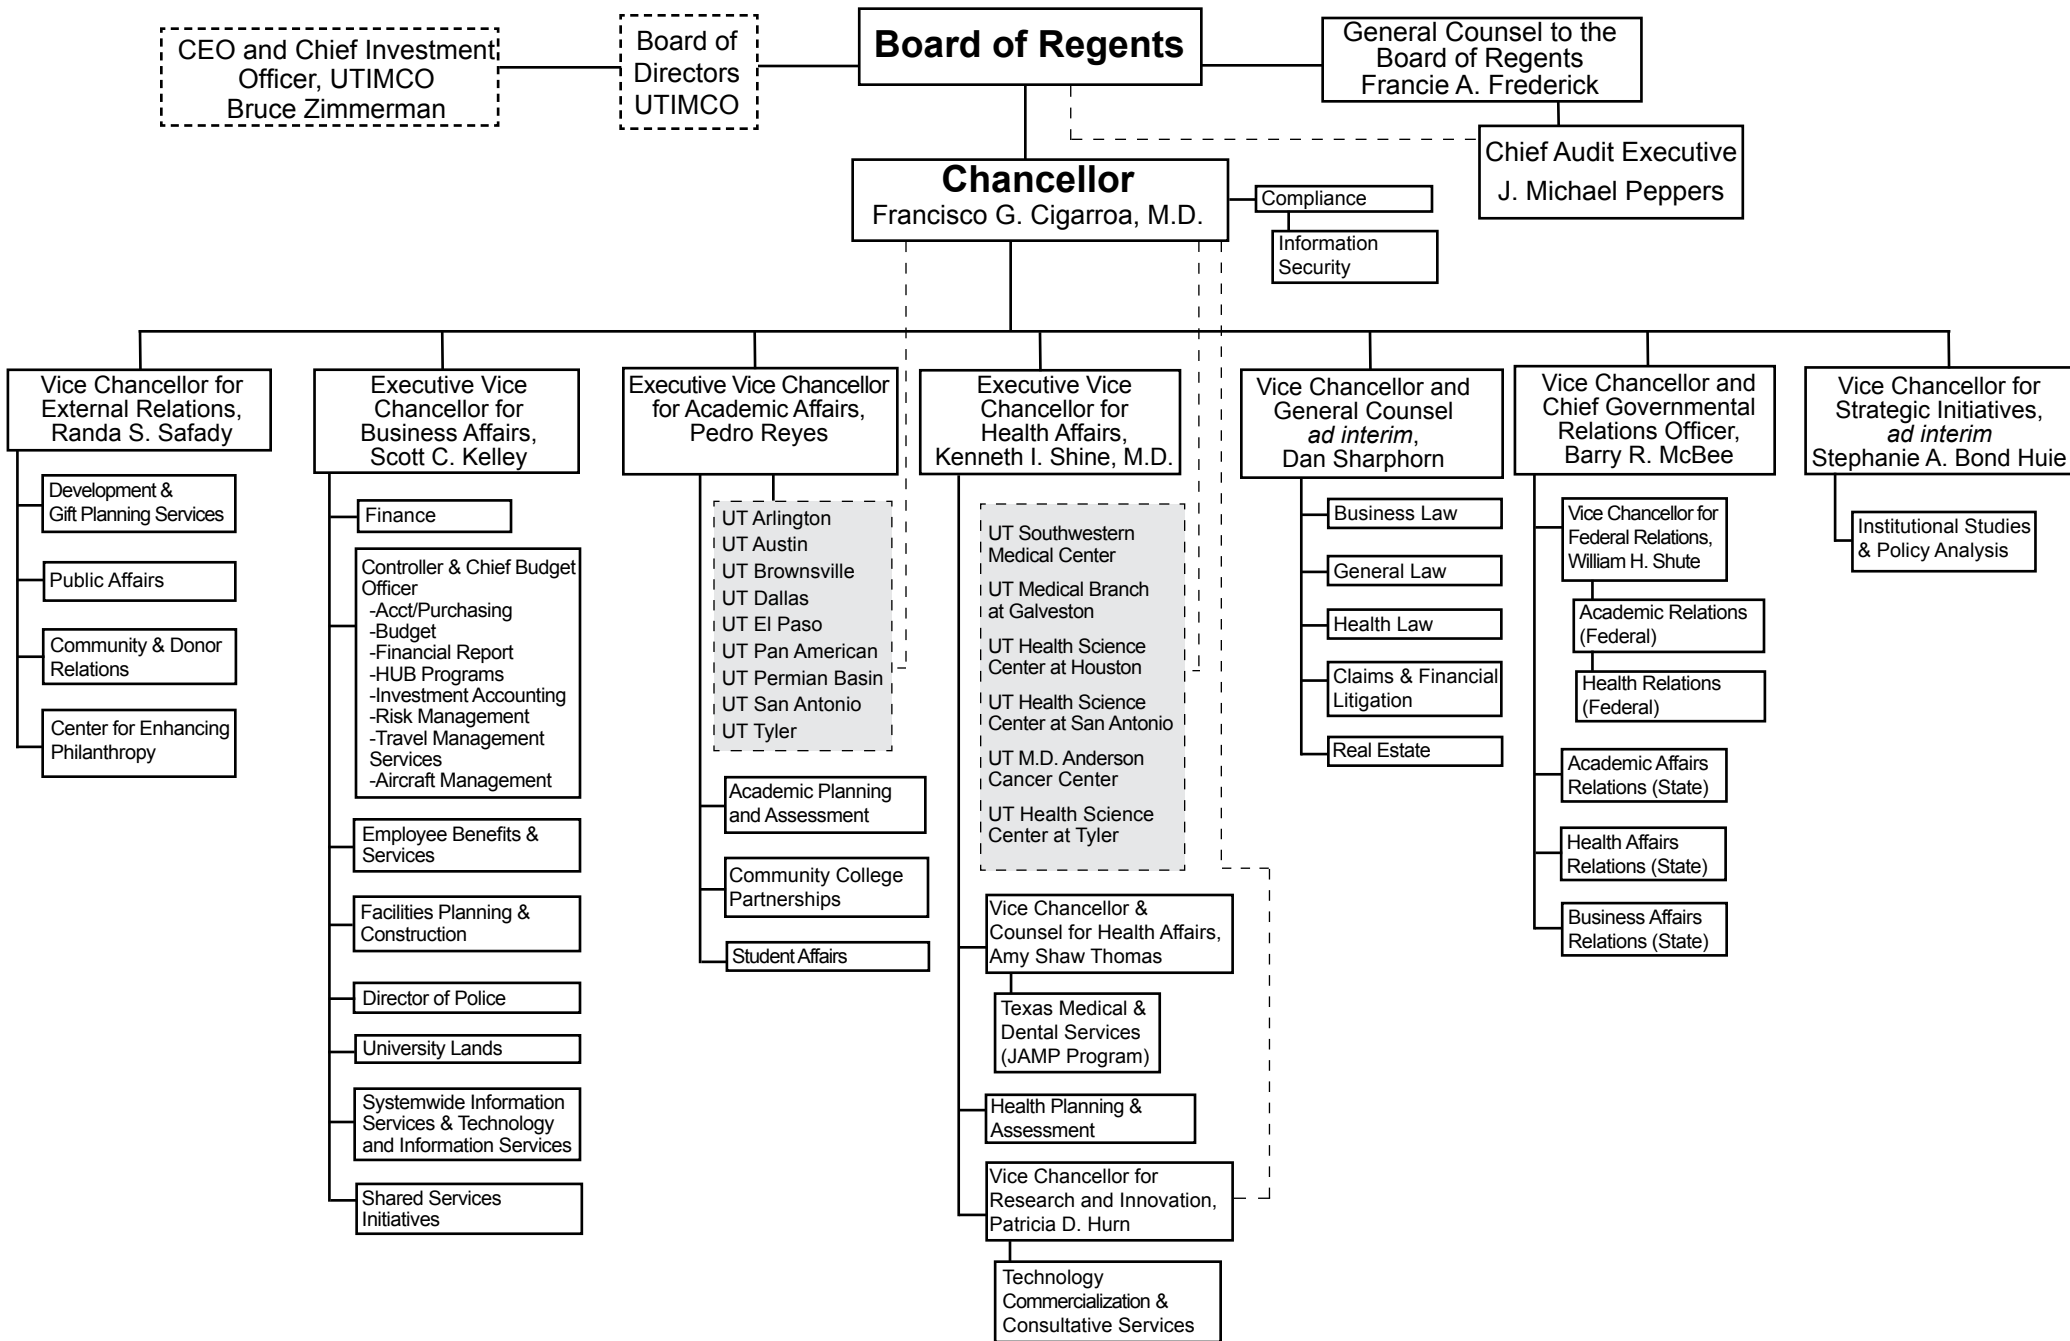 CEO and Chief Investment
Officer, UTIMCO
Bruce Zimmerman
Board of
Directors
UTIMCO
Board of Regents
General Counsel to the
Board of Regents
Francie A. Frederick
Chief Audit Executive
J. Michael Peppers
Chancellor
Francisco G. Cigarroa, M.D.
Compliance
Information
Security
Vice Chancellor for
External Relations,
Randa S. Safady
Development &
Gift Planning Services
Public Affairs
Community & Donor
Relations
Center for Enhancing
Philanthropy
Executive Vice
Chancellor for
Business Affairs,
Scott C. Kelley
Finance
Controller & Chief Budget
Officer
-Acct/Purchasing
-Budget
-Financial Report
-HUB Programs
-Investment Accounting
-Risk Management
-Travel Management
Services
-Aircraft Management
Employee Benefits &
Services
Facilities Planning &
Construction
Director of Police
University Lands
Systemwide Information
Services & Technology
and Information Services
Shared Services
Initiatives
Executive Vice Chancellor
for Academic Affairs,
Pedro Reyes
UT Arlington
UT Austin
UT Brownsville
UT Dallas
UT El Paso
UT Pan American
UT Permian Basin
UT San Antonio
UT Tyler
Academic Planning
and Assessment
Community College
Partnerships
Student Affairs
Executive Vice
Chancellor for
Health Affairs,
Kenneth I. Shine, M.D.
UT Southwestern
Medical Center
UT Medical Branch
at Galveston
UT Health Science
Center at Houston
UT Health Science
Center at San Antonio
UT M.D. Anderson
Cancer Center
UT Health Science
Center at Tyler
Vice Chancellor &
Counsel for Health Affairs,
Amy Shaw Thomas
Texas Medical &
Dental Services
(JAMP Program)
Health Planning &
Assessment
Vice Chancellor for
Research and Innovation,
Patricia D. Hurn
Technology
Commercialization &
Consultative Services
Vice Chancellor and
General Counsel
ad interim,
Dan Sharphorn
Business Law
General Law
Health Law
Claims & Financial
Litigation
Real Estate
Vice Chancellor and
Chief Governmental
Relations Officer,
Barry R. McBee
Vice Chancellor for
Federal Relations,
William H. Shute
Academic Relations
(Federal)
Health Relations
(Federal)
Academic Affairs
Relations (State)
Health Affairs
Relations (State)
Business Affairs
Relations (State)
Vice Chancellor for
Strategic Initiatives,
ad interim
Stephanie A. Bond Huie
Institutional Studies
& Policy Analysis